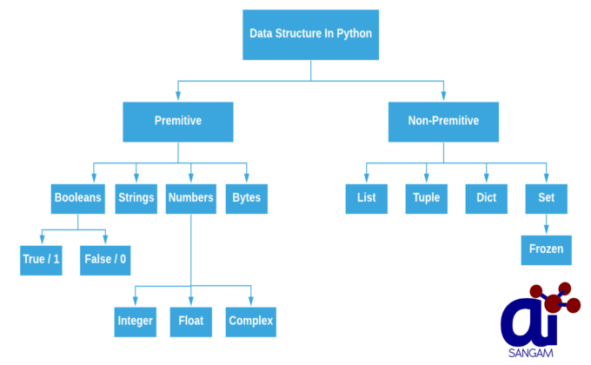 Data Structure In Python
Premitive
Non-Premitive
Booleans
Strings
Numbers
Bytes
List
Tuple
Dict
Set
True / 1
False / 0
Frozen
Integer
Float
Complex
ai
SANGAM